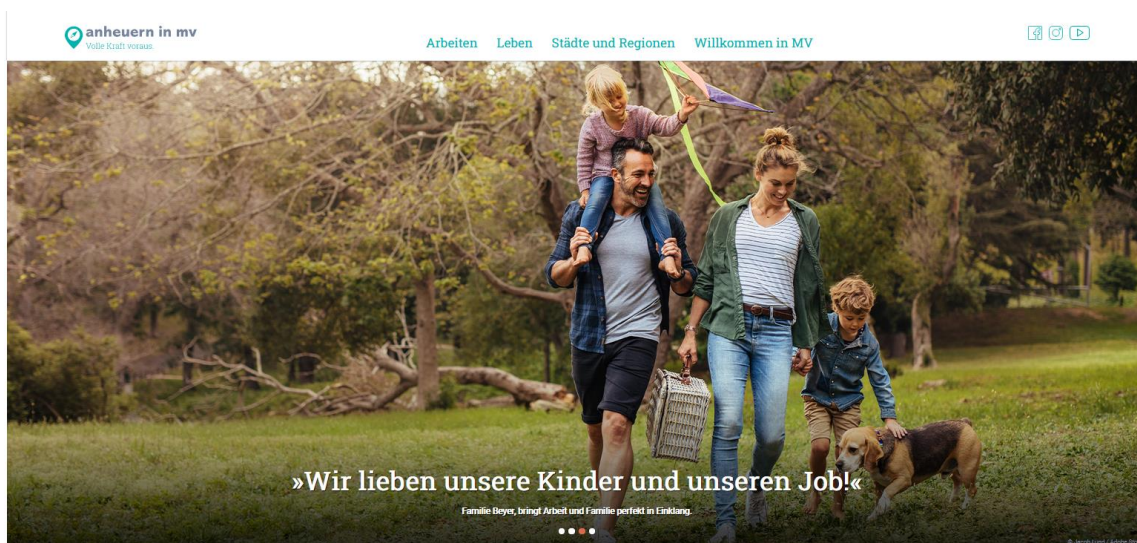 anheuern in mv
Volle Kraft voraus.
Arbeiten Leben Städte und Regionen Willkommen in MV
»Wir lieben unsere Kinder und unseren Job!«
Familie Beyer, bringt Arbeit und Familie perfekt in Einklang.